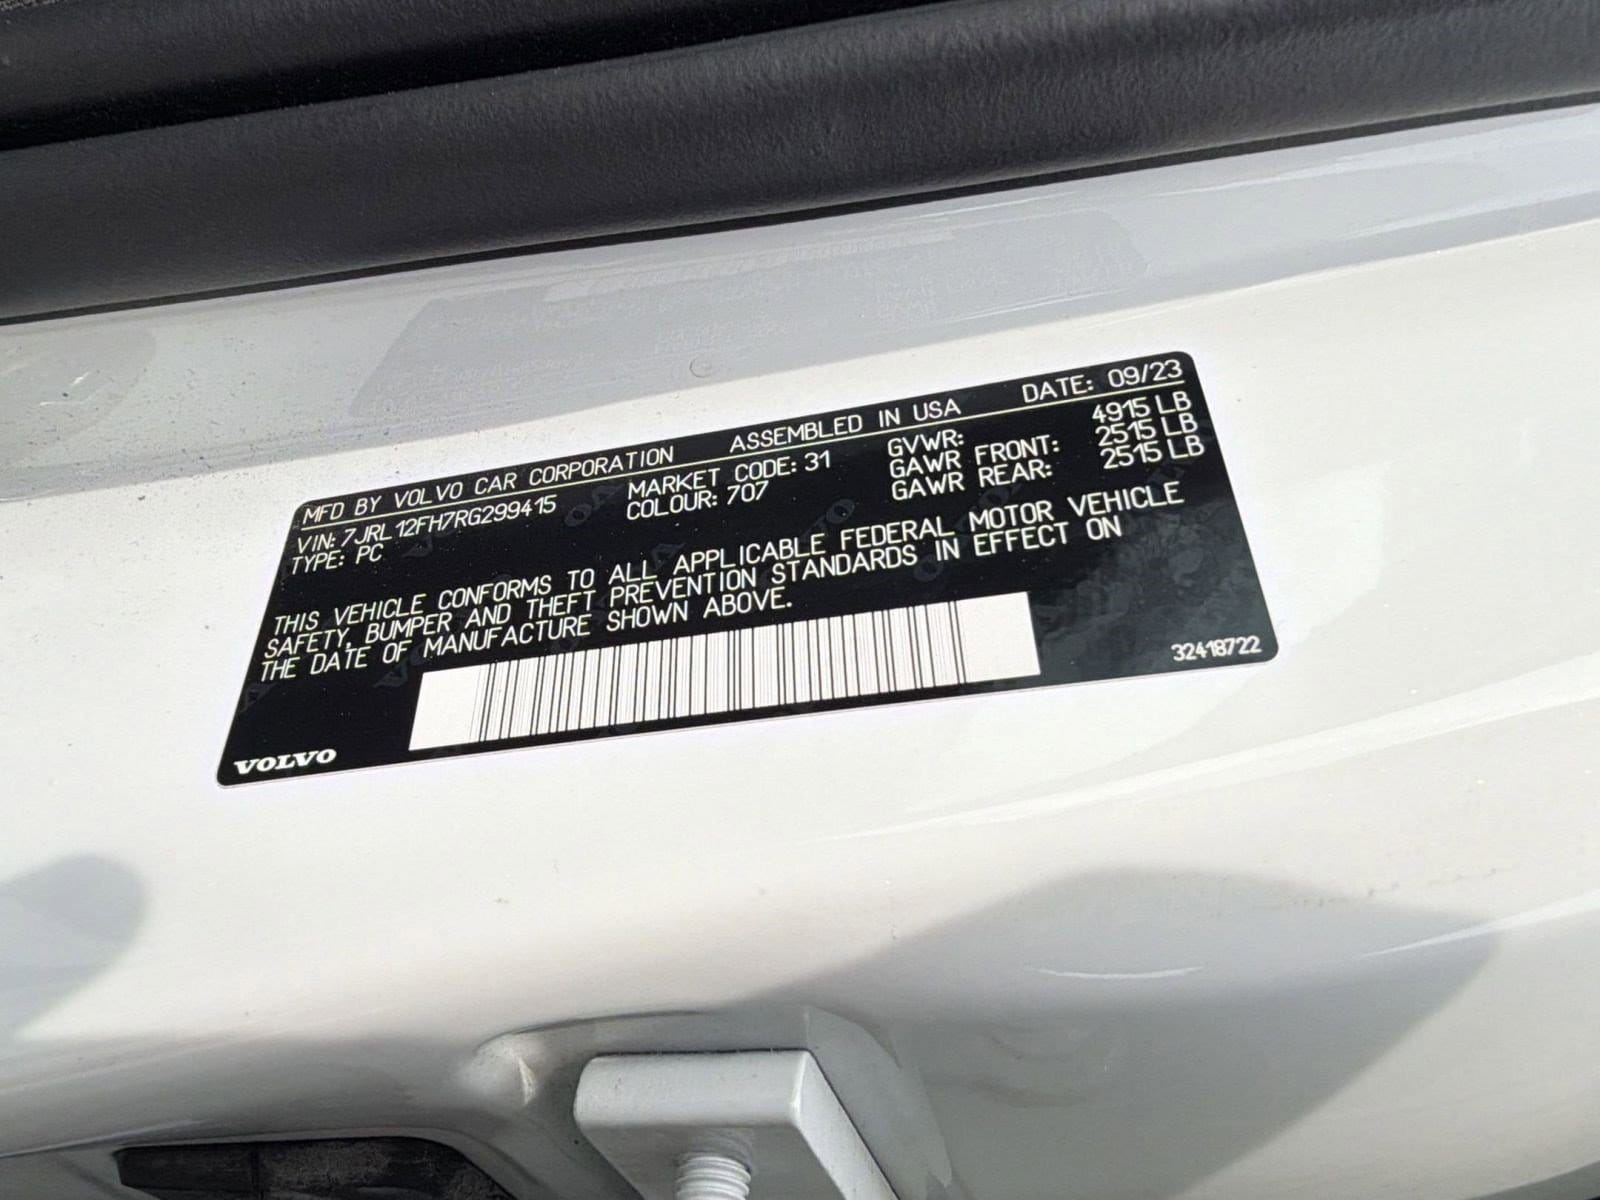 MFD BY VOLVO CAR CORPORATION ASSEMBLED IN USA DATE: 09/23
VIN: 7JRL12FH7RG299415 MARKET CODE: 31 GVWR: 4915 LB
TYPE: PC COLOUR: 707 GAWR FRONT: 2515 LB
GAWR REAR: 2515 LB
THIS VEHICLE CONFORMS TO ALL APPLICABLE FEDERAL MOTOR VEHICLE
SAFETY, BUMPER AND THEFT PREVENTION STANDARDS IN EFFECT ON
THE DATE OF MANUFACTURE SHOWN ABOVE.
32418722
VOLVO